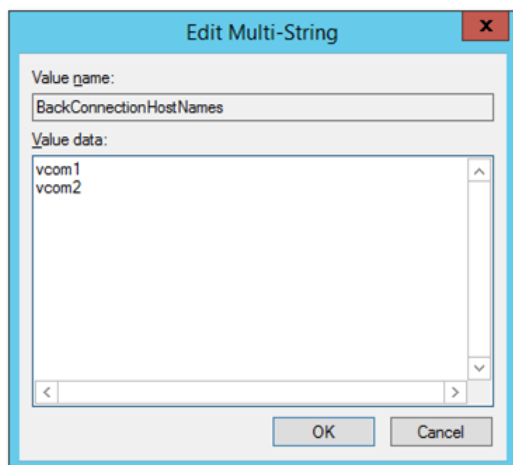 Edit Multi-String
x
Value name:
BackConnectionHostNames
Value data:
vcom1
vcom2
OK
Cancel